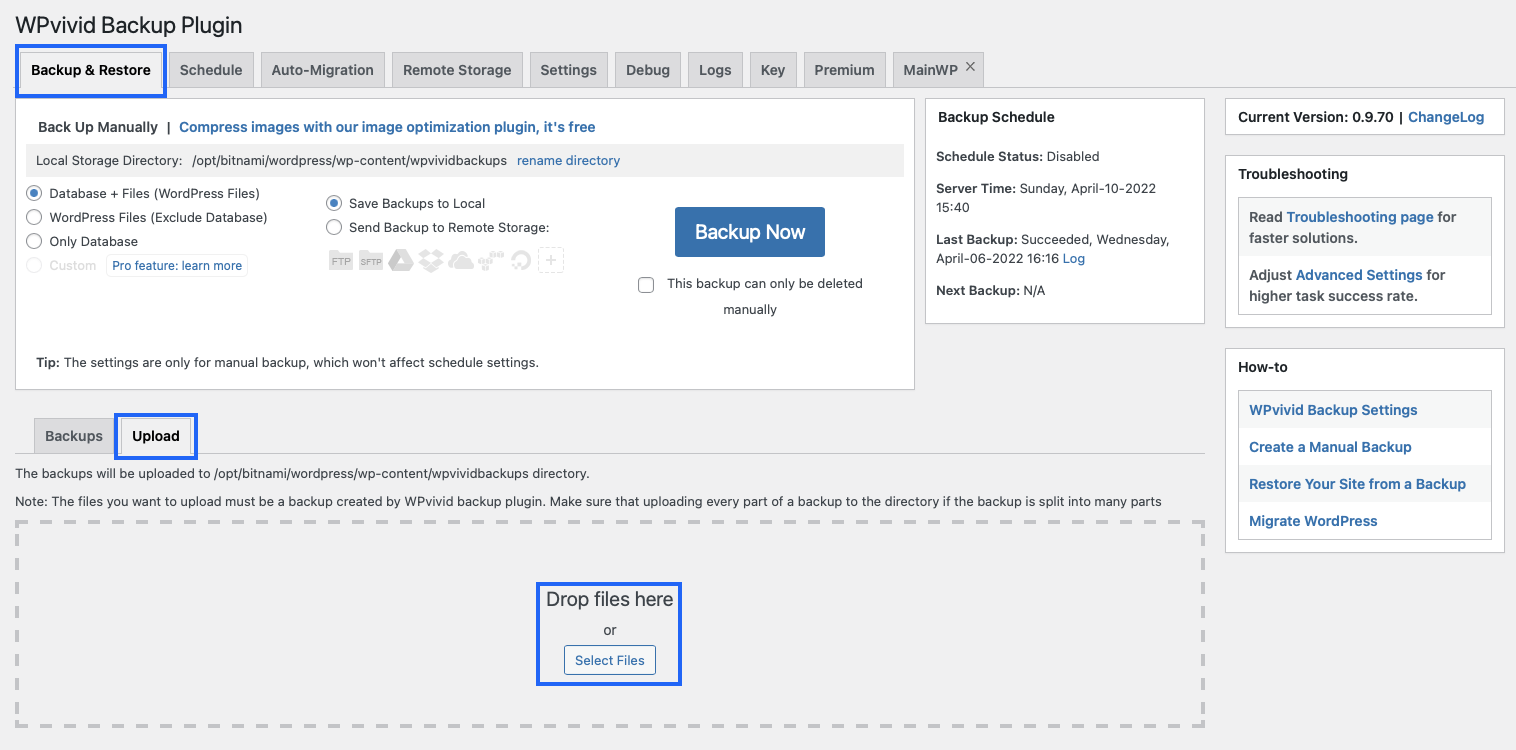 WPvivid Backup Plugin
Backup & Restore
Schedule
Auto-Migration
Remote Storage
Settings
Debug
Logs
Key
Premium
MainWP ×
Back Up Manually | Compress images with our image optimization plugin, it's free
Local Storage Directory: /opt/bitnami/wordpress/wp-content/wpvividbackups rename directory
Database + Files (WordPress Files)
WordPress Files (Exclude Database)
Only Database
Custom Pro feature: learn more
Save Backups to Local
Send Backup to Remote Storage:
FTP SFTP
Backup Now
This backup can only be deleted
manually
Tip: The settings are only for manual backup, which won't affect schedule settings.
Backup Schedule
Schedule Status: Disabled
Server Time: Sunday, April-10-2022
15:40
Last Backup: Succeeded, Wednesday,
April-06-2022 16:16 Log
Next Backup: N/A
Current Version: 0.9.70 | ChangeLog
Troubleshooting
Read Troubleshooting page for
faster solutions.
Adjust Advanced Settings for
higher task success rate.
How-to
WPvivid Backup Settings
Create a Manual Backup
Restore Your Site from a Backup
Migrate WordPress
Backups
Upload
The backups will be uploaded to /opt/bitnami/wordpress/wp-content/wpvividbackups directory.
Note: The files you want to upload must be a backup created by WPvivid backup plugin. Make sure that uploading every part of a backup to the directory if the backup is split into many parts
Drop files here
or
Select Files